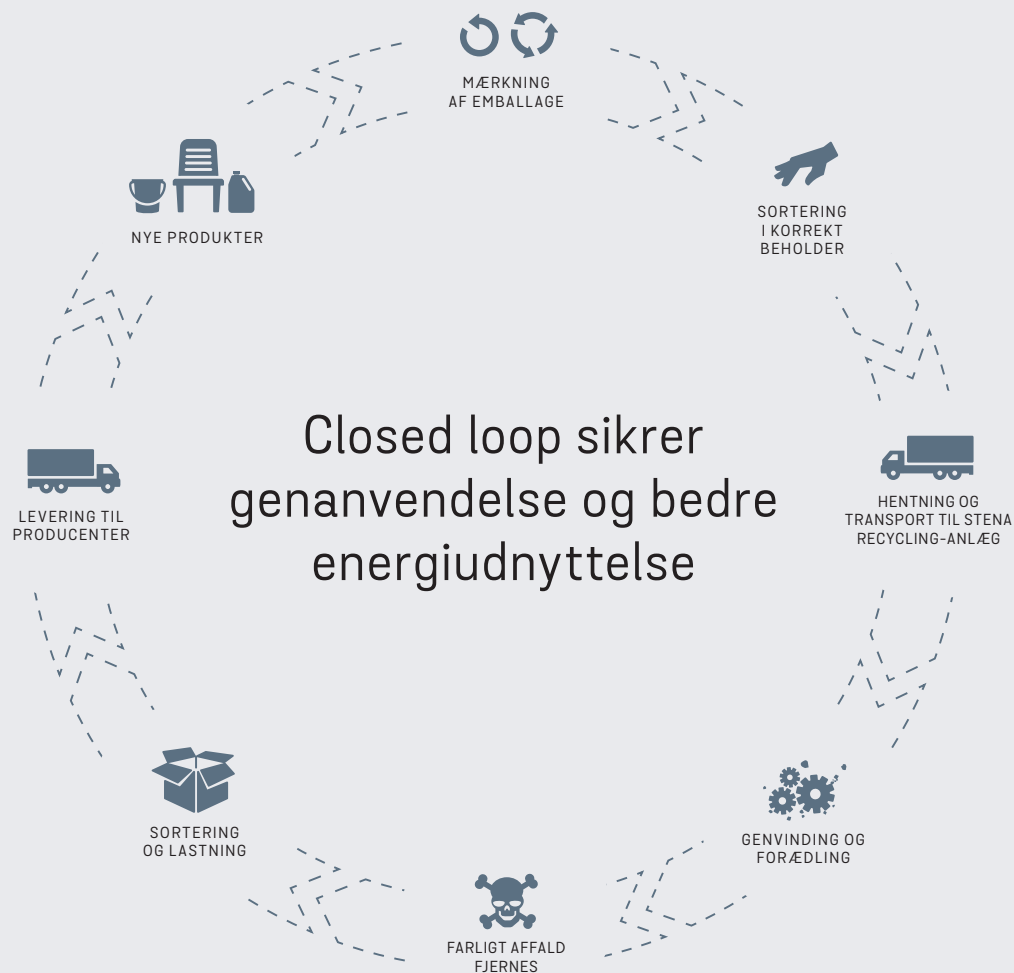 MÆRKNING
AF EMBALLAGE
SORTERING
I KORREKT
BEHOLDER
HENTNING OG
TRANSPORT TIL STENA
RECYCLING-ANLÆG
GENVINDING OG
FORÆDLING
FARLIGT AFFALD
FJERNES
SORTERING
OG LASTNING
LEVERING TIL
PRODUCENTER
NYE PRODUKTER
Closed loop sikrer
genanvendelse og bedre
energiudnyttelse